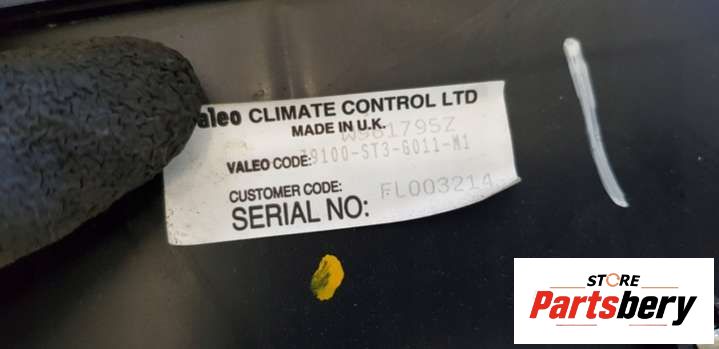 aleo CLIMATE CONTROL LTD
MADE IN U.K.
W961795Z
VALEO CODE: 79100-ST3-G011-M1
CUSTOMER CODE:
SERIAL NO: FL003214
STORE
Partsbery